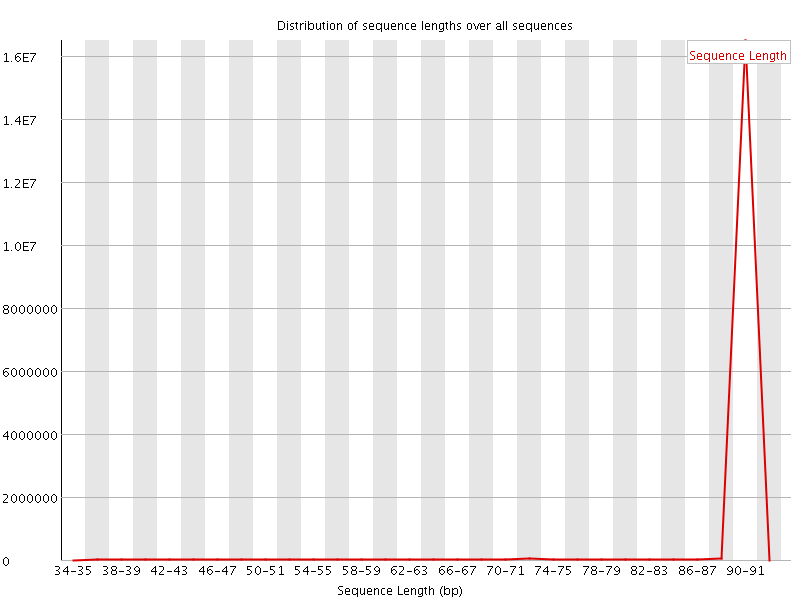 Distribution of sequence lengths over all sequences
Sequence Length
1.6E7
1.4E7
1.2E7
1.0E7
8000000
6000000
4000000
2000000
0
34-35 38-39 42-43 46-47 50-51 54-55 58-59 62-63 66-67 70-71 74-75 78-79 82-83 86-87 90-91
Sequence Length (bp)